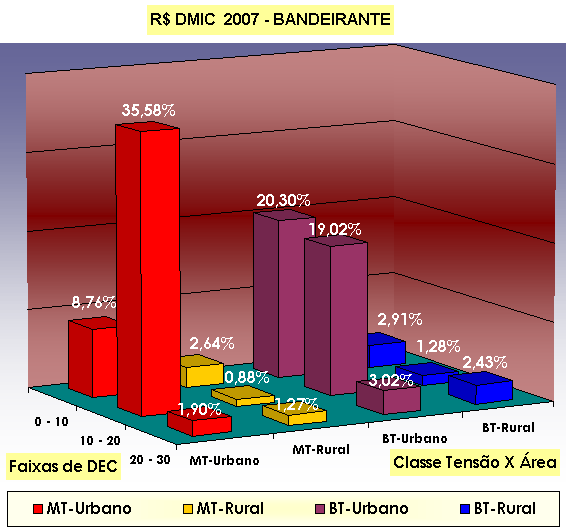 R$ DMIC 2007 - BANDEIRANTE
35,58%
20,30%
19,02%
8,76%
2,91%
2,64%
1,28%
0,88%
2,43%
3,02%
1,27%
1,90%
0 - 10
10 - 20
20 - 30
MT-Urbano
MT-Rural
BT-Urbano
BT-Rural
Faixas de DEC
Classe Tensão X Área
MT-Urbano MT-Rural BT-Urbano BT-Rural